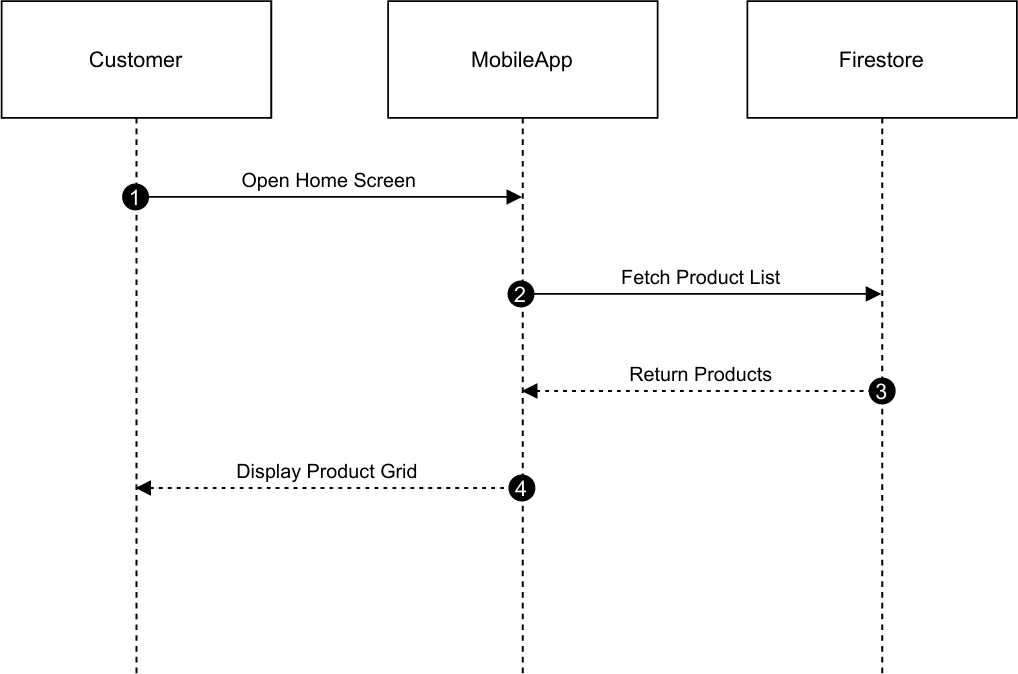 Customer
MobileApp
Firestore
Open Home Screen
1
Fetch Product List
2
Return Products
3
Display Product Grid
4